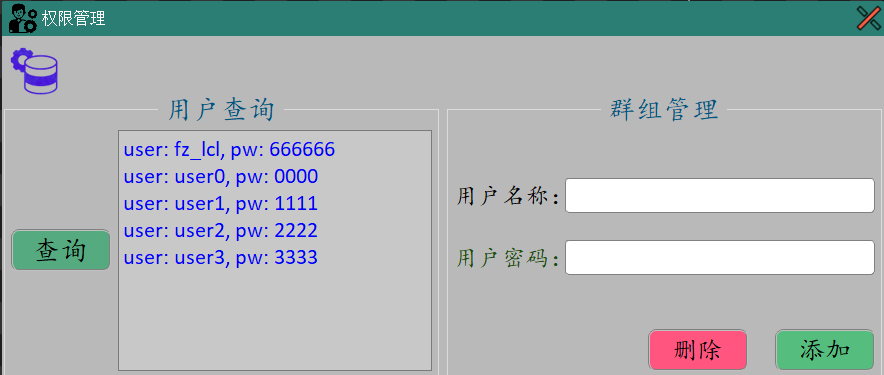 权限管理
用户查询
user: fz_lcl, pw: 666666
user: user0, pw: 0000
user: user1, pw: 1111
user: user2, pw: 2222
user: user3, pw: 3333
查询
群组管理
用户名称:
用户密码:
删除
添加